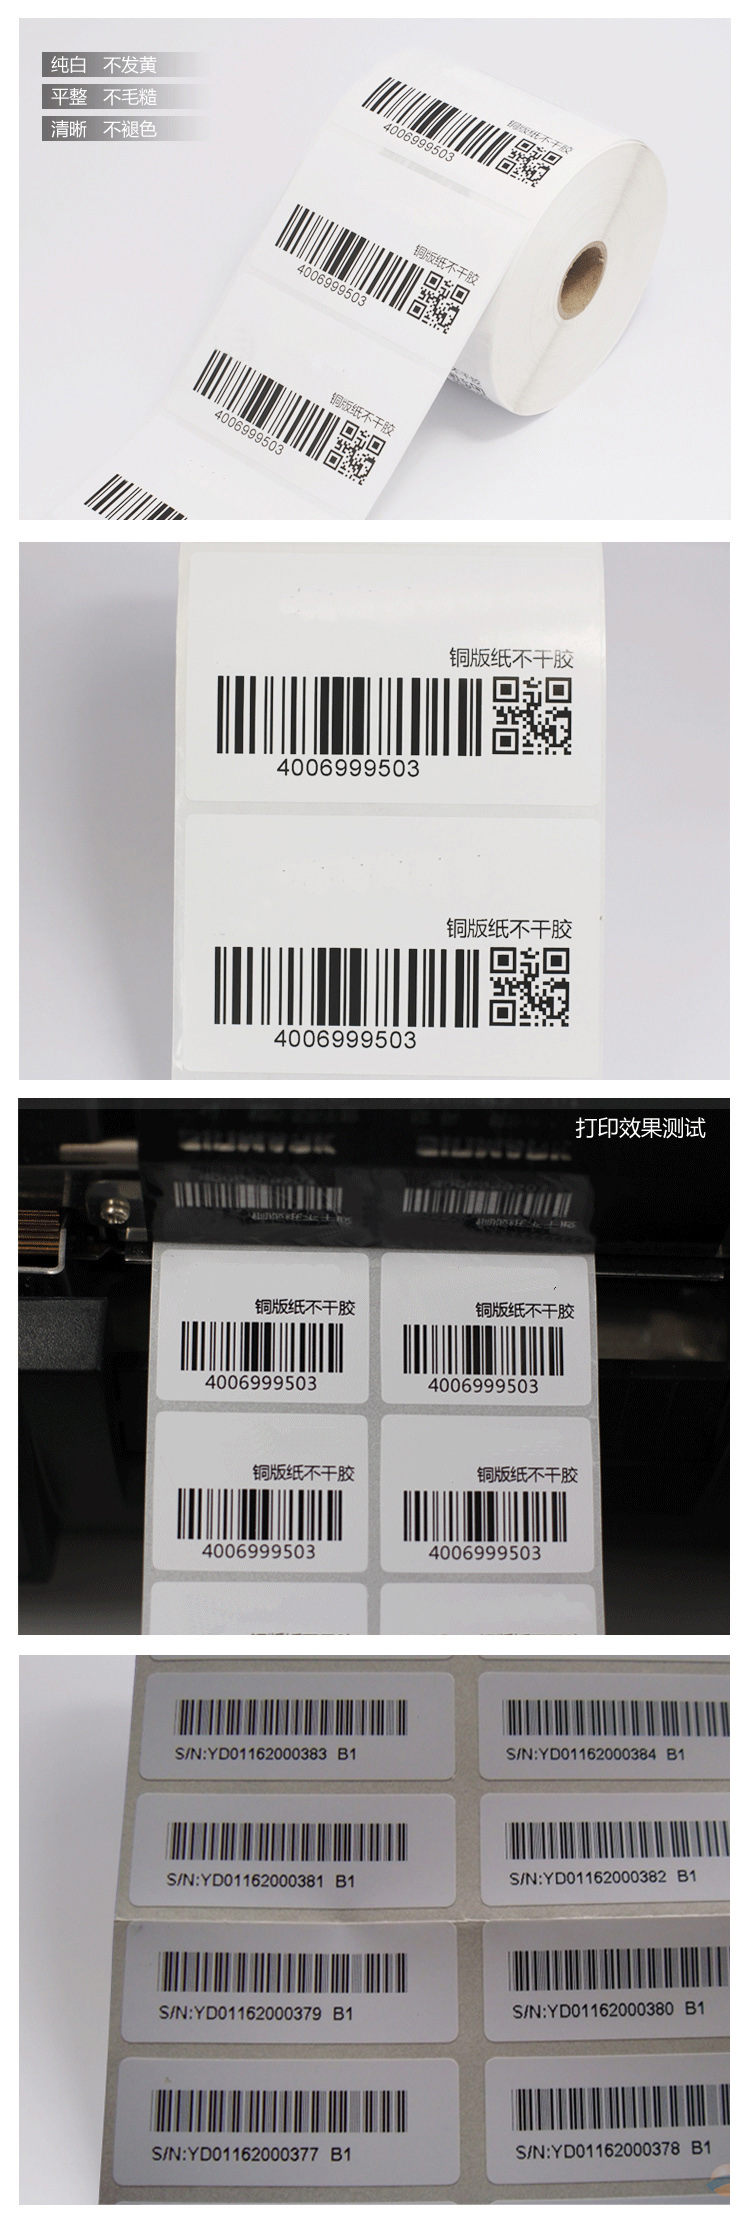 纯白 不发黄
平整 不毛糙
清晰 不褪色
铜版纸不干胶
4006999503
铜版纸不干胶
4006999503
铜版纸不干胶
4006999503
铜版纸不干胶
4006999503
铜版纸不干胶
4006999503
打印效果测试
铜版纸不干胶 铜版纸不干胶
4006999503 4006999503
铜版纸不干胶 铜版纸不干胶
4006999503 4006999503
S/N:YD01162000383 B1 S/N:YD01162000384 B1
S/N:YD01162000381 B1 S/N:YD01162000382 B1
S/N:YD01162000379 B1 S/N:YD01162000380 B1
S/N:YD01162000377 B1 S/N:YD01162000378 B1